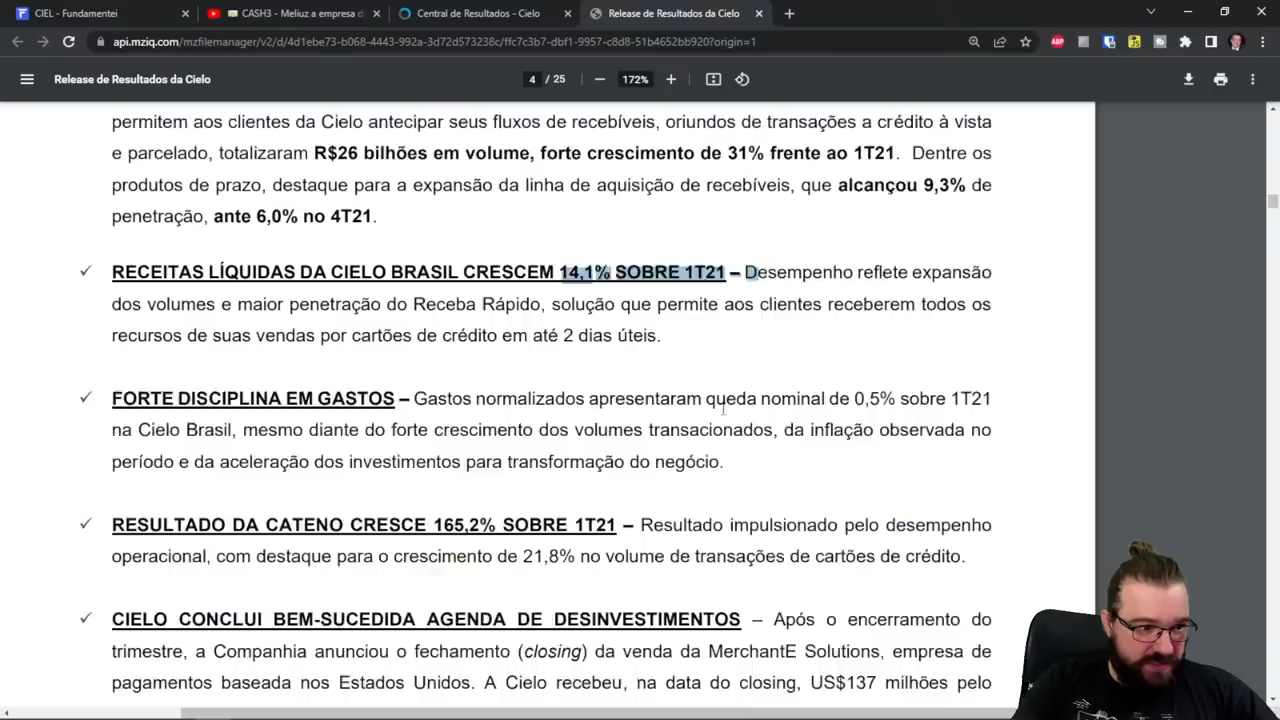 CIEL - Fundamentei
CASH3 - Meliuz a empresa d
Central de Resultados - Cielo
Release de Resultados da Cielo
api.mziq.com/mzfilemanager/v2/d/4d1ebe73-b068-4443-992a-3d72d573238c/ffc7c3b7-dbf1-9957-c8d8-51b4652bb920?origin=1
ABP
Release de Resultados da Cielo
4 / 25
172%
permitem aos clientes da Cielo antecipar seus fluxos de recebíveis, oriundos de transações a crédito à vista
e parcelado, totalizaram R$26 bilhões em volume, forte crescimento de 31% frente ao 1T21. Dentre os
produtos de prazo, destaque para a expansão da linha de aquisição de recebíveis, que alcançou 9,3% de
penetração, ante 6,0% no 4T21.
✓ RECEITAS LÍQUIDAS DA CIELO BRASIL CRESCEM 14,1% SOBRE 1T21 – Desempenho reflete expansão
dos volumes e maior penetração do Receba Rápido, solução que permite aos clientes receberem todos os
recursos de suas vendas por cartões de crédito em até 2 dias úteis.
✓ FORTE DISCIPLINA EM GASTOS – Gastos normalizados apresentaram queda nominal de 0,5% sobre 1T21
na Cielo Brasil, mesmo diante do forte crescimento dos volumes transacionados, da inflação observada no
período e da aceleração dos investimentos para transformação do negócio.
✓ RESULTADO DA CATENO CRESCE 165,2% SOBRE 1T21 – Resultado impulsionado pelo desempenho
operacional, com destaque para o crescimento de 21,8% no volume de transações de cartões de crédito.
✓ CIELO CONCLUI BEM-SUCEDIDA AGENDA DE DESINVESTIMENTOS – Após o encerramento do
trimestre, a Companhia anunciou o fechamento (closing) da venda da MerchantE Solutions, empresa de
pagamentos baseada nos Estados Unidos. A Cielo recebeu, na data do closing, US$137 milhões pelo